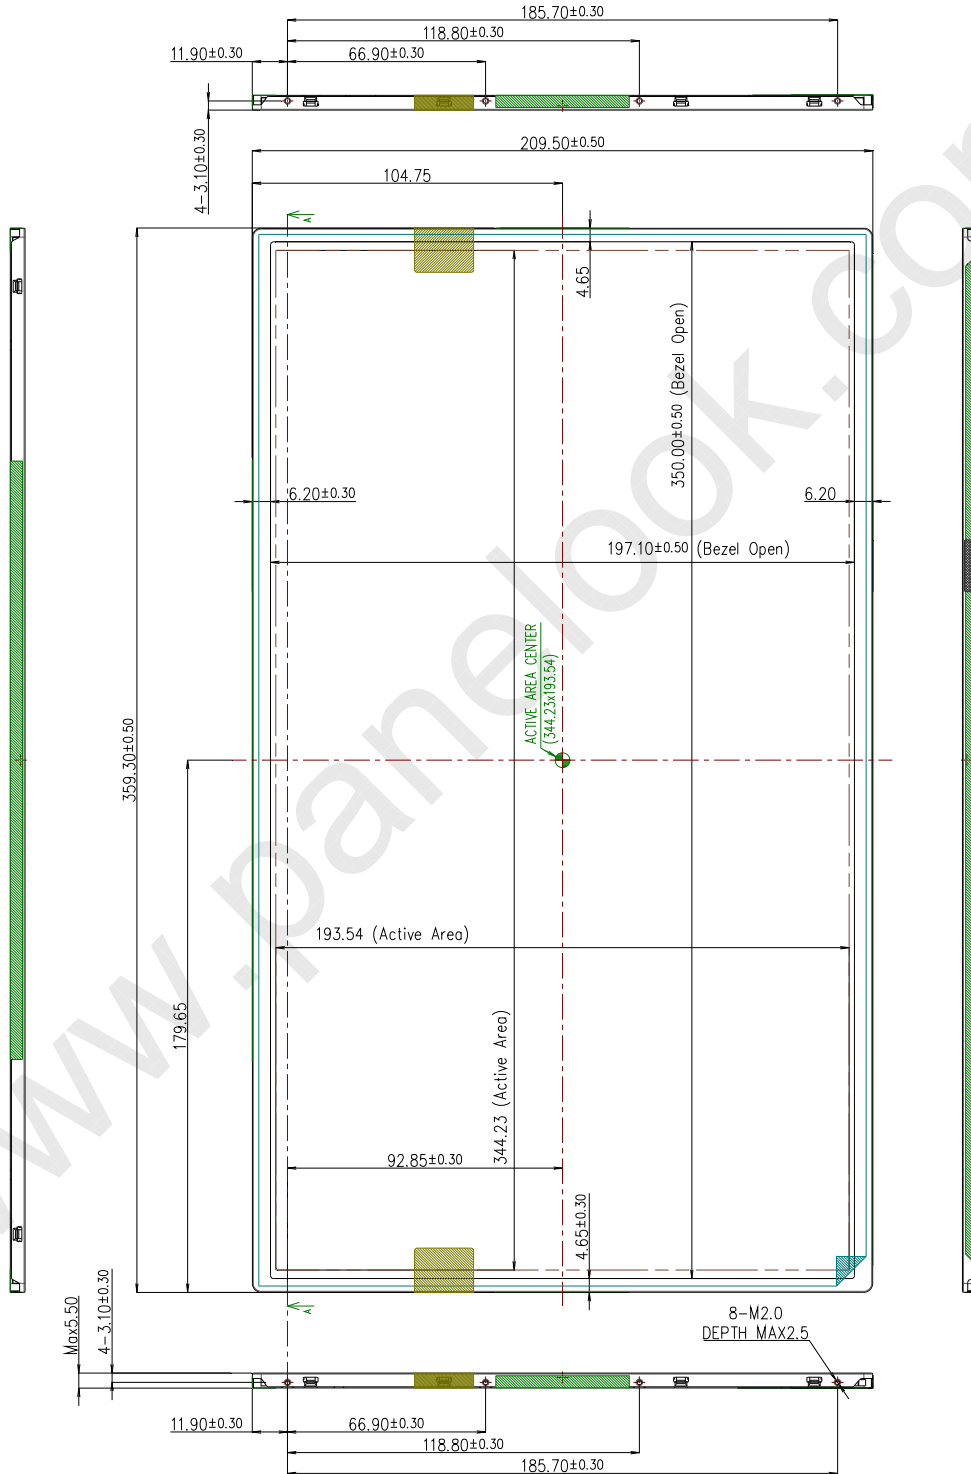 185.70±0.30
118.80±0.30
11.90±0.30
66.90±0.30
4-3.10±0.30
209.50±0.50
104.75
A
4.65
350.00±0.50 (Bezel Open)
6.20±0.30
6.20
197.10±0.50 (Bezel Open)
ACTIVE AREA CENTER
(344.23x193.54)
359.30±0.50
193.54 (Active Area)
179.65
344.23 (Active Area)
92.85±0.30
4.65±0.30
A
Max5.50
4-3.10±0.30
8-M2.0
DEPTH MAX2.5
11.90±0.30
66.90±0.30
118.80±0.30
185.70±0.30
www.panelook.co